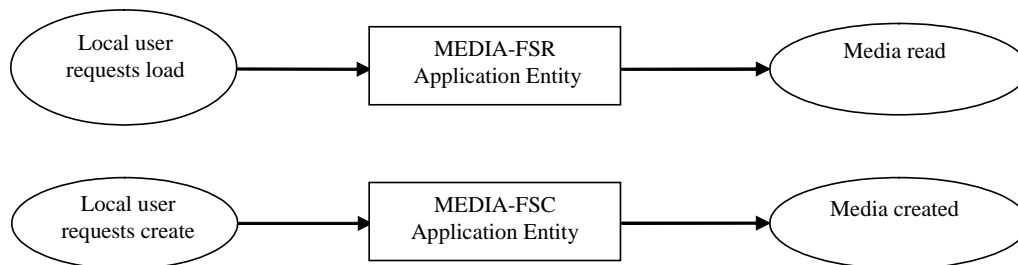 Local user
requests load
MEDIA-FSR
Application Entity
Media read
Local user
requests create
MEDIA-FSC
Application Entity
Media created